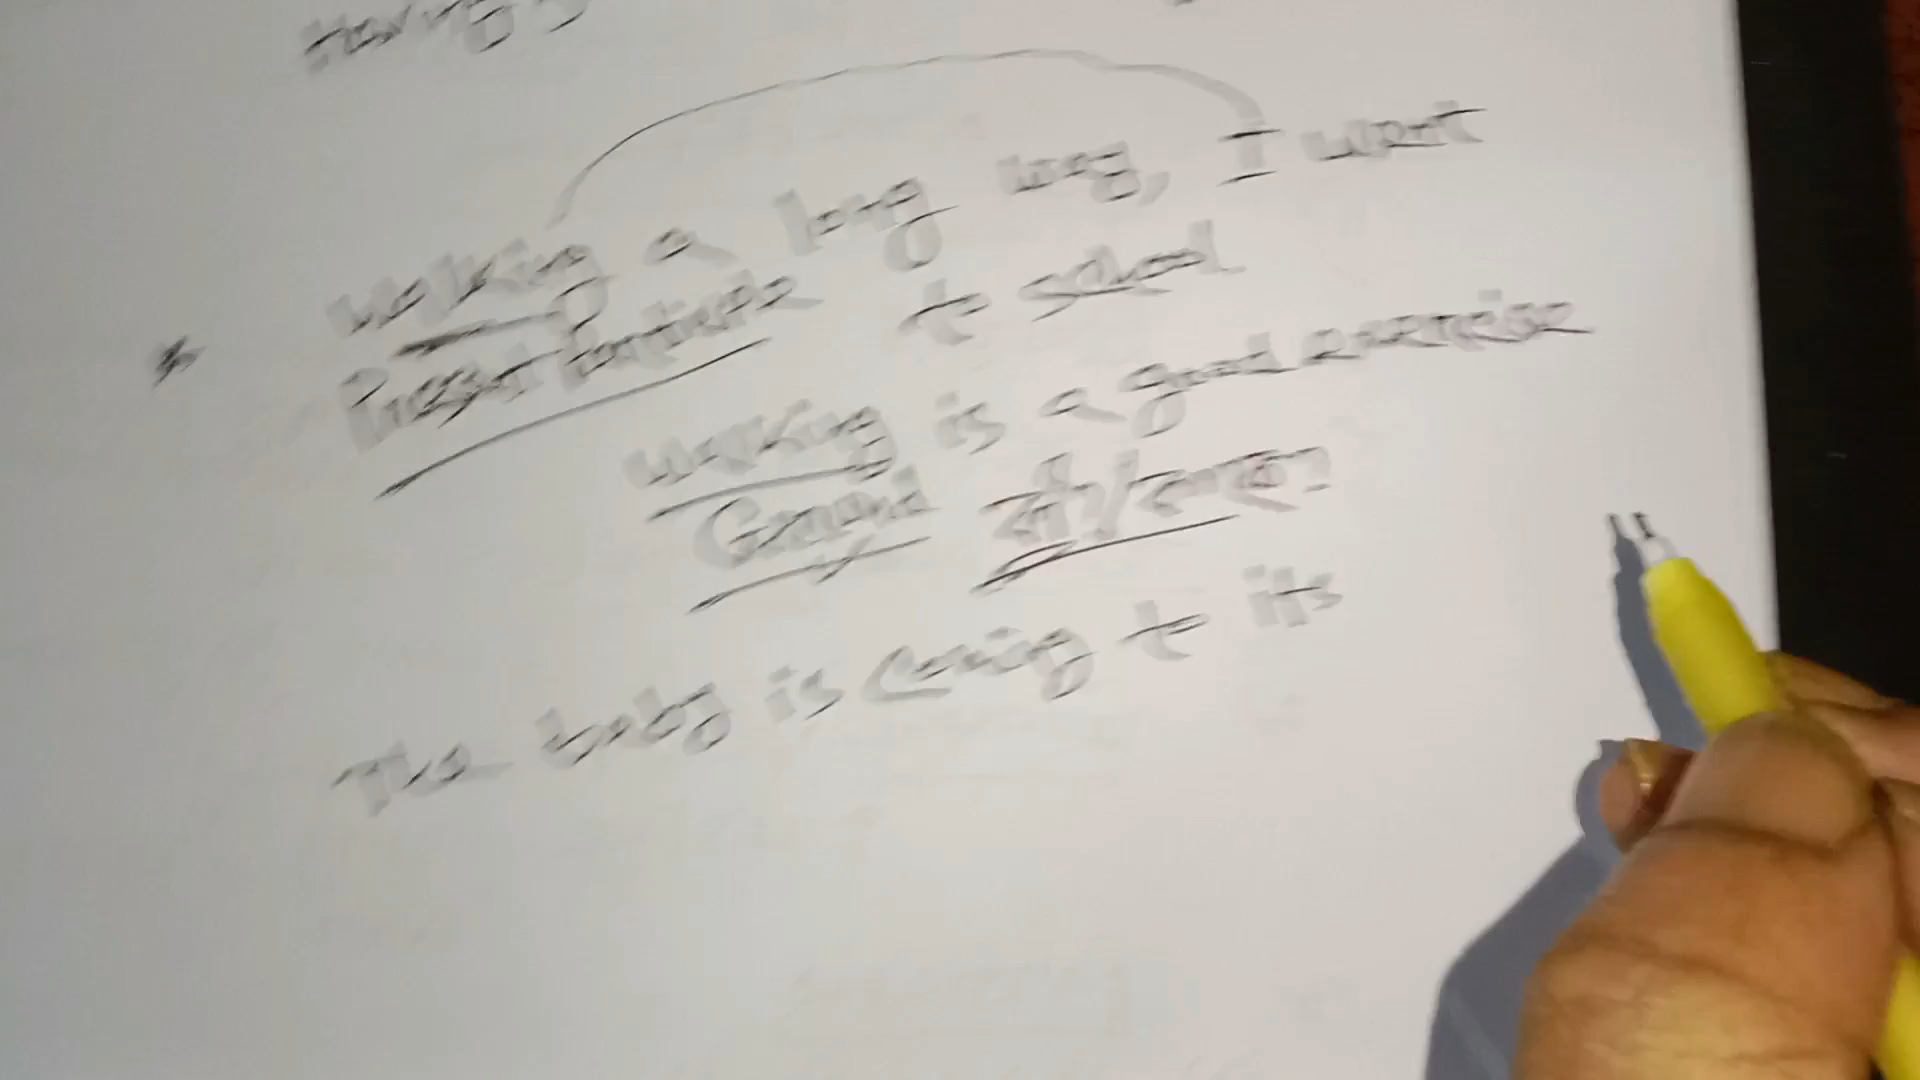 Having
Walking a long way, I went
Present Participle to school
Walking is a good exercise
Gerund
The baby is coming to its